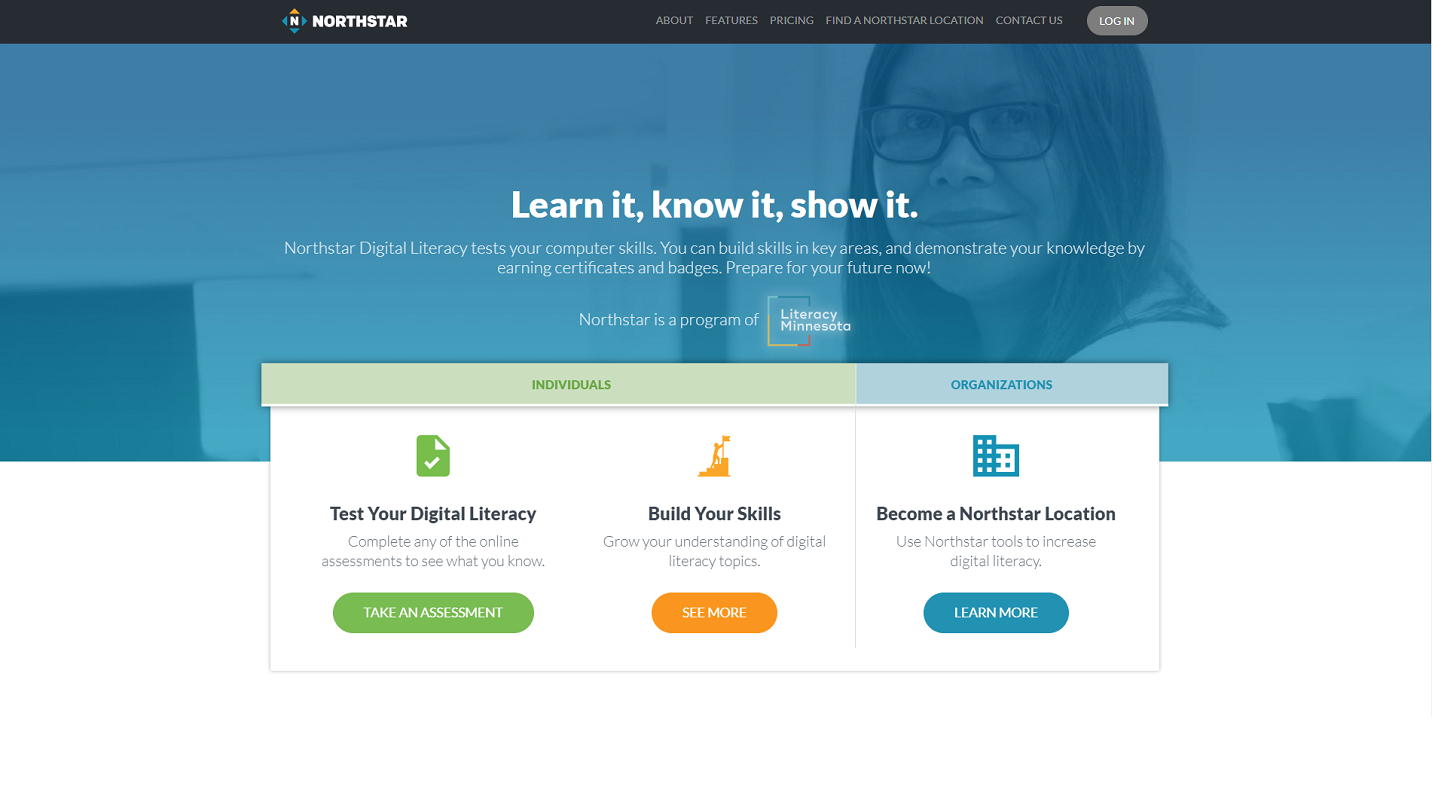 N NORTHSTAR
ABOUT FEATURES PRICING FIND A NORTHSTAR LOCATION CONTACT US LOG IN
Learn it, know it, show it.
Northstar Digital Literacy tests your computer skills. You can build skills in key areas, and demonstrate your knowledge by
earning certificates and badges. Prepare for your future now!
Northstar is a program of
Literacy
Minnesota
INDIVIDUALS
ORGANIZATIONS
Test Your Digital Literacy
Complete any of the online
assessments to see what you know.
TAKE AN ASSESSMENT
Build Your Skills
Grow your understanding of digital
literacy topics.
SEE MORE
Become a Northstar Location
Use Northstar tools to increase
digital literacy.
LEARN MORE